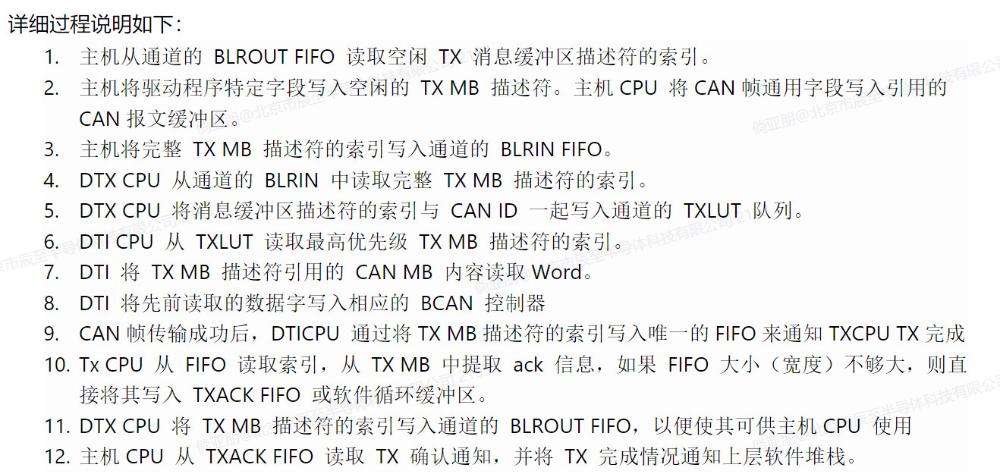 详细过程说明如下：
1. 主机从通道的 BLROUT FIFO 读取空闲 TX 消息缓冲区描述符的索引。
2. 主机将驱动程序特定字段写入空闲的 TX MB 描述符。主机 CPU 将 CAN 帧通用字段写入引用的
CAN 报文缓冲区。
3. 主机将完整 TX MB 描述符的索引写入通道的 BLRIN FIFO。
4. DTX CPU 从通道的 BLRIN 中读取完整 TX MB 描述符的索引。
5. DTX CPU 将消息缓冲区描述符的索引与 CAN ID 一起写入通道的 TXLUT 队列。
6. DTI CPU 从 TXLUT 读取最高优先级 TX MB 描述符的索引。
7. DTI 将 TX MB 描述符引用的 CAN MB 内容读取 Word。
8. DTI 将先前读取的数据字写入相应的 BCAN 控制器
9. CAN 帧传输成功后，DTICPU 通过将 TX MB 描述符的索引写入唯一的 FIFO 来通知 TXCPU TX 完成
10. Tx CPU 从 FIFO 读取索引，从 TX MB 中提取 ack 信息，如果 FIFO 大小（宽度）不够大，则直
接将其写入 TXACK FIFO 或软件循环缓冲区。
11. DTX CPU 将 TX MB 描述符的索引写入通道的 BLROUT FIFO，以便使其可供主机 CPU 使用
12. 主机 CPU 从 TXACK FIFO 读取 TX 确认通知，并将 TX 完成情况通知上层软件堆栈。